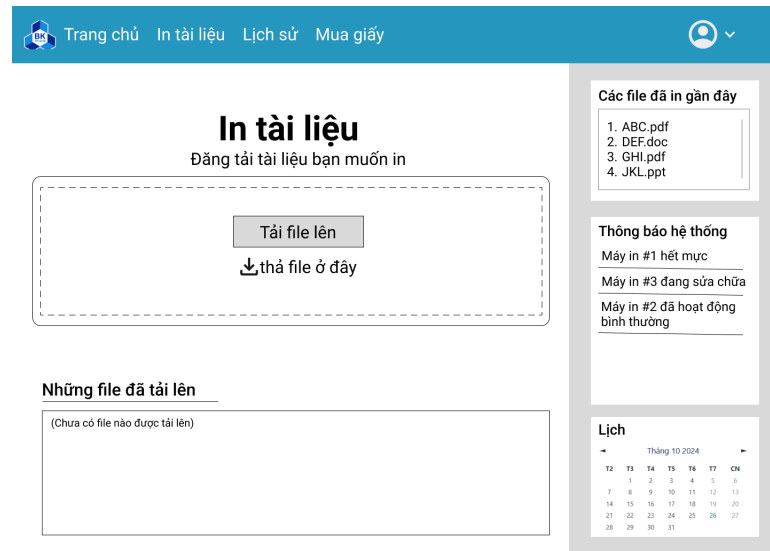 BK
Trang chủ In tài liệu Lịch sử Mua giấy
In tài liệu
Đăng tải tài liệu bạn muốn in
Tải file lên
thả file ở đây
Những file đã tải lên
(Chưa có file nào được tải lên)
Các file đã in gần đây
1. ABC.pdf
2. DEF.doc
3. GHI.pdf
4. JKL.ppt
Thông báo hệ thống
Máy in #1 hết mực
Máy in #3 đang sửa chữa
Máy in #2 đã hoạt động
bình thường
Lịch
◄ Tháng 10 2024 ►
T2 T3 T4 T5 T6 T7 CN
1 2 3 4 5 6
7 8 9 10 11 12 13
14 15 16 17 18 19 20
21 22 23 24 25 26 27
28 29 30 31